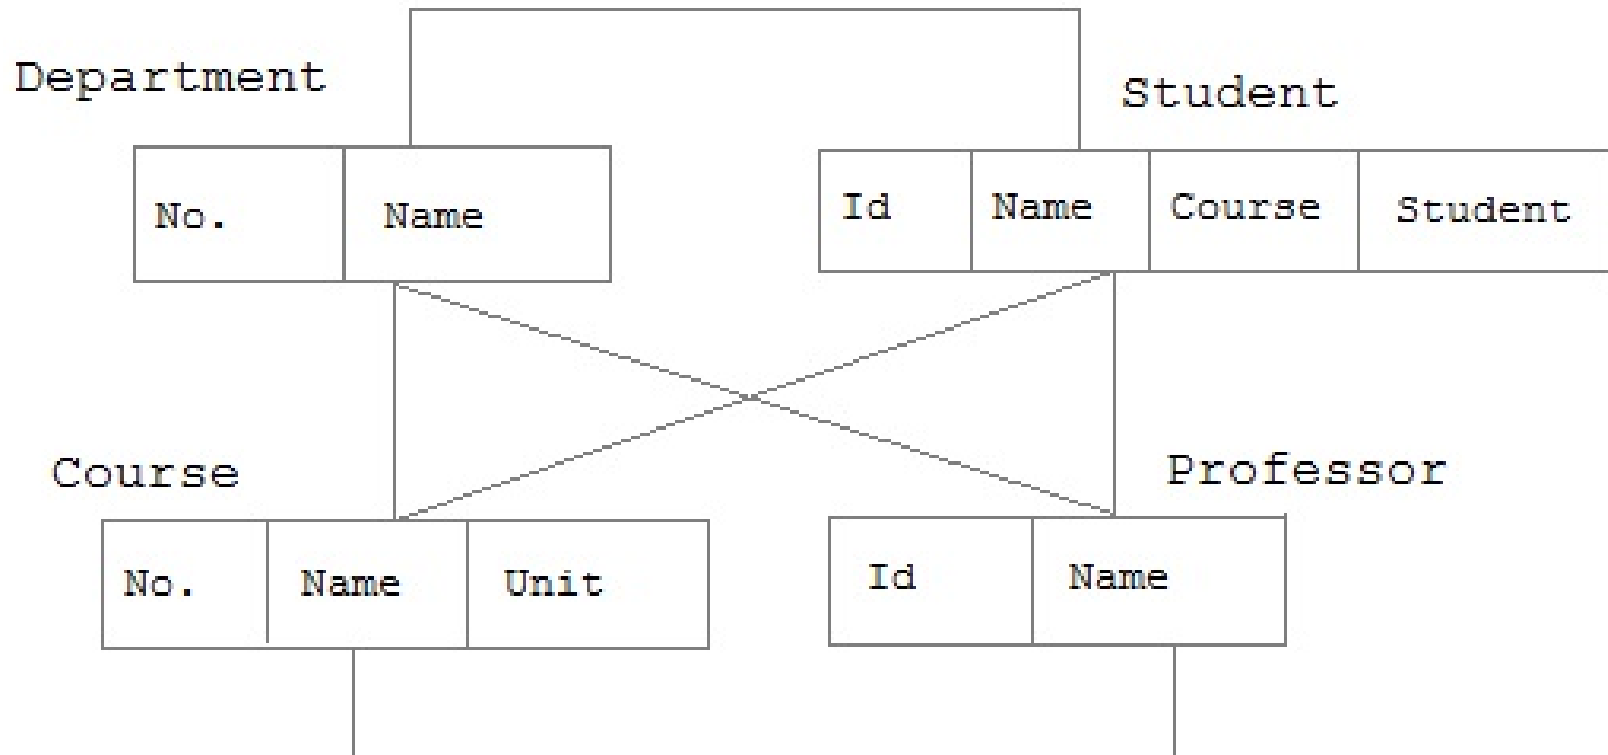 Department
Student
No. Name
Id Name Course Student
Course
Professor
No. Name Unit
Id Name